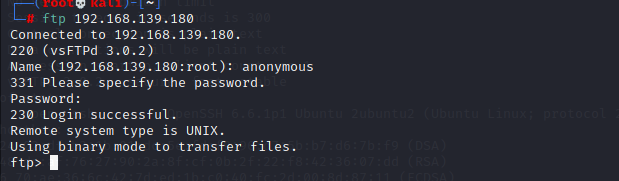 (root💀kali)-[~]
# ftp 192.168.139.180
Connected to 192.168.139.180.
220 (vsFTPd 3.0.2)
Name (192.168.139.180:root): anonymous
331 Please specify the password.
Password:
230 Login successful.
Remote system type is UNIX.
Using binary mode to transfer files.
ftp>